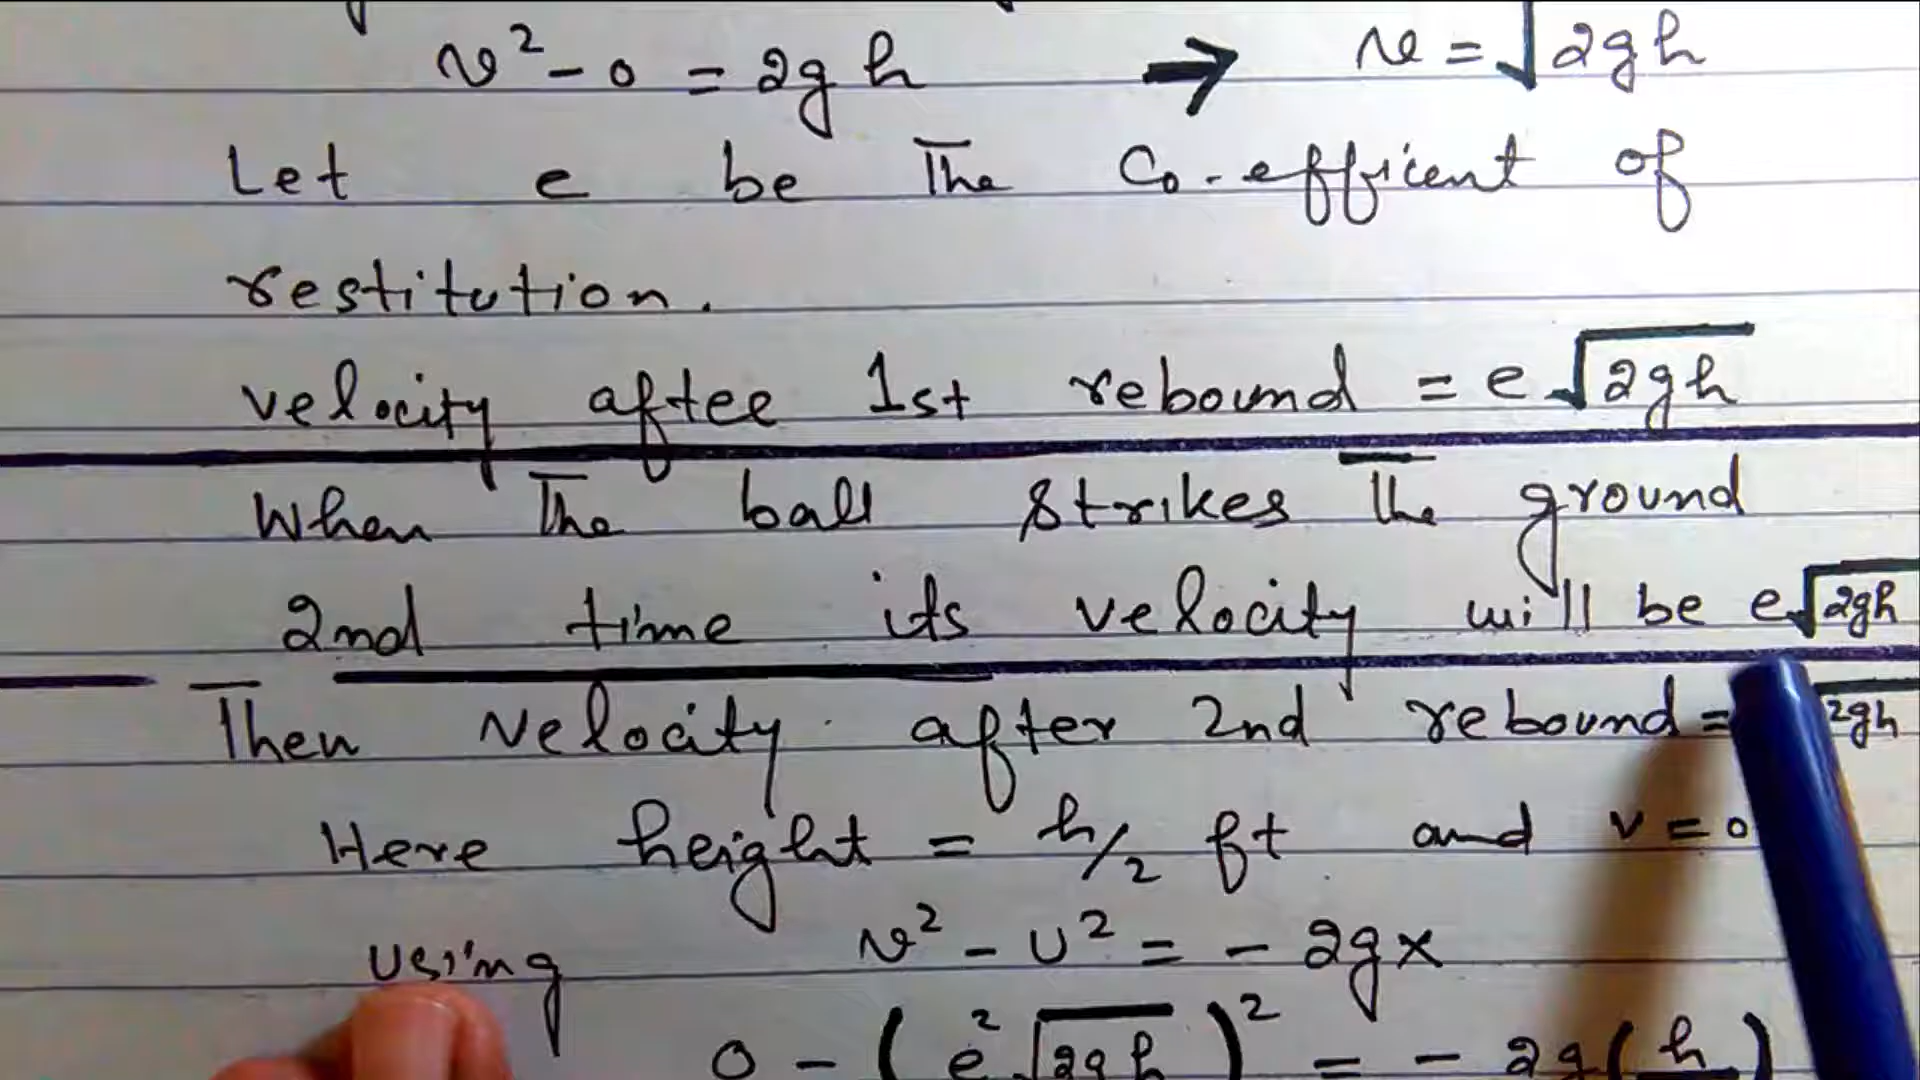 v² - 0 = 2gh → v = √2gh
Let e be the Co-efficent of
restitution.
velocity after 1st rebound = e√2gh
When the ball strikes the ground
2nd time its velocity will be e√2gh
Then velocity after 2nd rebound = 2gh
Here height = h/2 ft and v = 0
using v² - u² = - 2gx
0 - (e²√2gh)² = - 2g(h)